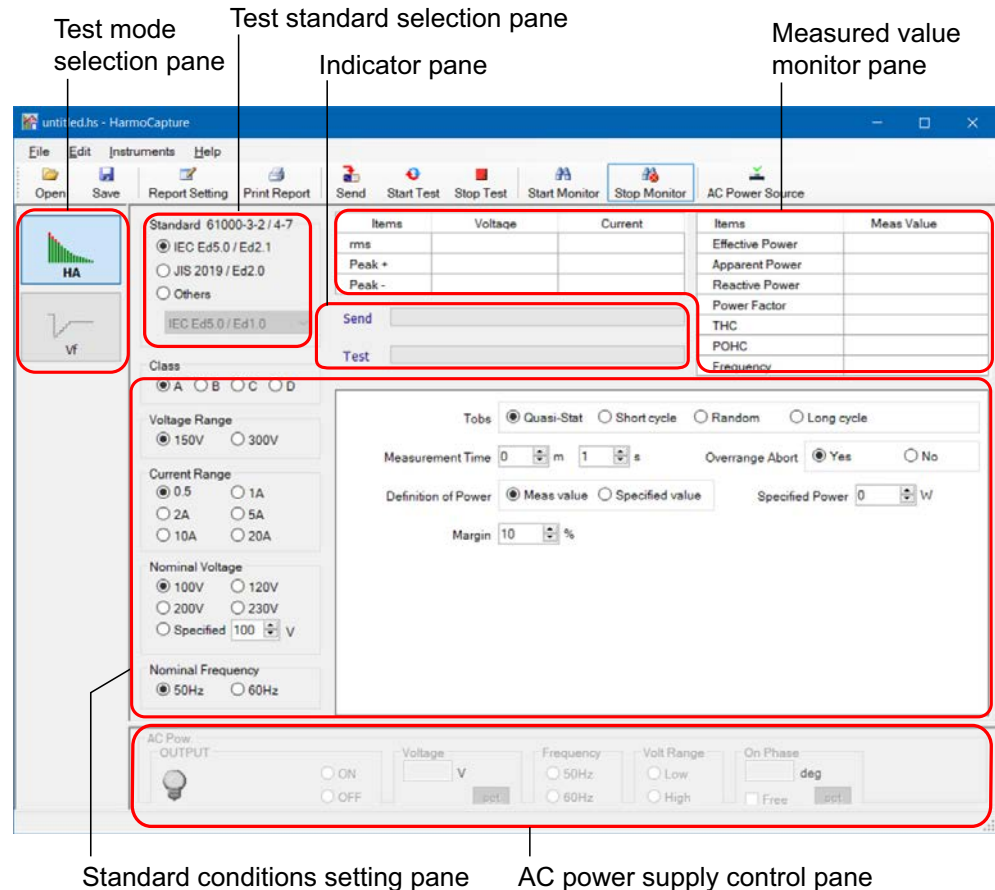 Test mode
selection pane
Test standard selection pane
Indicator pane
Measured value
monitor pane
untitled.hs - HarmoCapture
File Edit Instruments Help
Open Save Report Setting Print Report Send Start Test Stop Test Start Monitor Stop Monitor AC Power Source
HA
Vf
Standard 61000-3-2 / 4-7
IEC Ed5.0 / Ed2.1
JIS 2019 / Ed2.0
Others
IEC Ed5.0 / Ed1.0
Items Voltage Current
rms
Peak +
Peak -
Send
Test
Items Meas Value
Effective Power
Apparent Power
Reactive Power
Power Factor
THC
POHC
Frequency
Class
A B C D
Voltage Range
150V 300V
Current Range
0.5 1A
2A 5A
10A 20A
Nominal Voltage
100V 120V
200V 230V
Specified 100 V
Nominal Frequency
50Hz 60Hz
Tobs Quasi-Stat Short cycle Random Long cycle
Measurement Time 0 m 1 s Overrange Abort Yes No
Definition of Power Meas value Specified value Specified Power 0 W
Margin 10 %
AC Pow.
OUTPUT
ON
OFF
Voltage
V
set
Frequency
50Hz
60Hz
Volt Range
Low
High
On Phase
deg
Free set
Standard conditions setting pane
AC power supply control pane